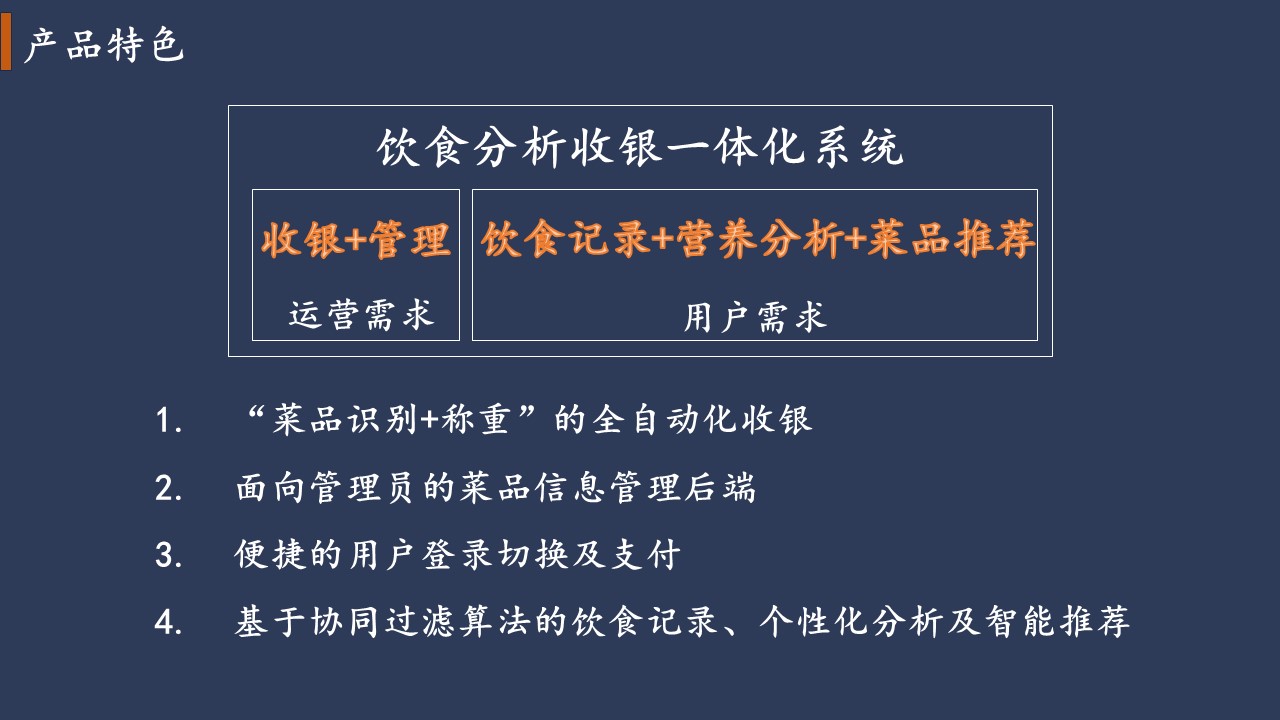 产品特色
饮食分析收银一体化系统
收银+管理
运营需求
饮食记录+营养分析+菜品推荐
用户需求
1. “菜品识别+称重”的全自动化收银
2. 面向管理员的菜品信息管理后端
3. 便捷的用户登录切换及支付
4. 基于协同过滤算法的饮食记录、个性化分析及智能推荐